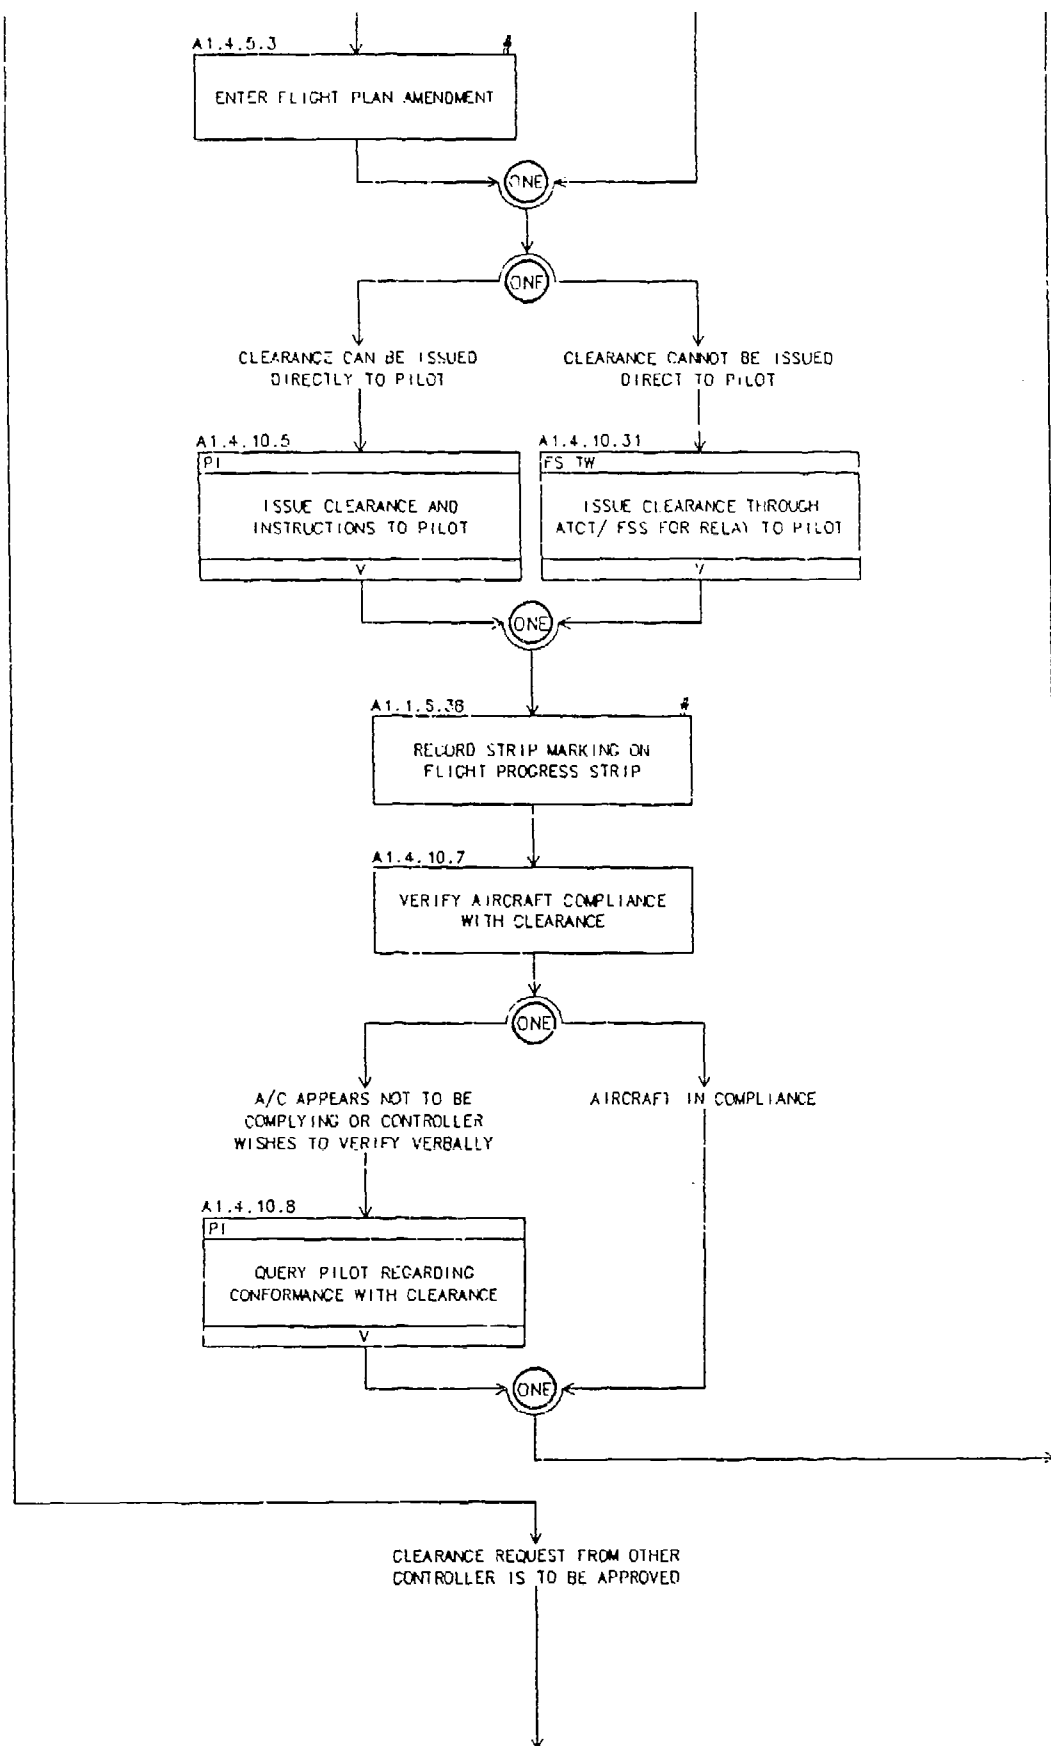 A1.4.5.3 #
ENTER FLIGHT PLAN AMENDMENT
ONE
ONE
CLEARANCE CAN BE ISSUED
DIRECTLY TO PILOT
CLEARANCE CANNOT BE ISSUED
DIRECT TO PILOT
A1.4.10.5
PI
ISSUE CLEARANCE AND
INSTRUCTIONS TO PILOT
V
A1.4.10.31
FS TW
ISSUE CLEARANCE THROUGH
ATCT/ FSS FOR RELAY TO PILOT
V
ONE
A1.1.5.38 #
RECORD STRIP MARKING ON
FLIGHT PROGRESS STRIP
A1.4.10.7
VERIFY AIRCRAFT COMPLIANCE
WITH CLEARANCE
ONE
A/C APPEARS NOT TO BE
COMPLYING OR CONTROLLER
WISHES TO VERIFY VERBALLY
AIRCRAFT IN COMPLIANCE
A1.4.10.8
PI
QUERY PILOT REGARDING
CONFORMANCE WITH CLEARANCE
V
ONE
CLEARANCE REQUEST FROM OTHER
CONTROLLER IS TO BE APPROVED